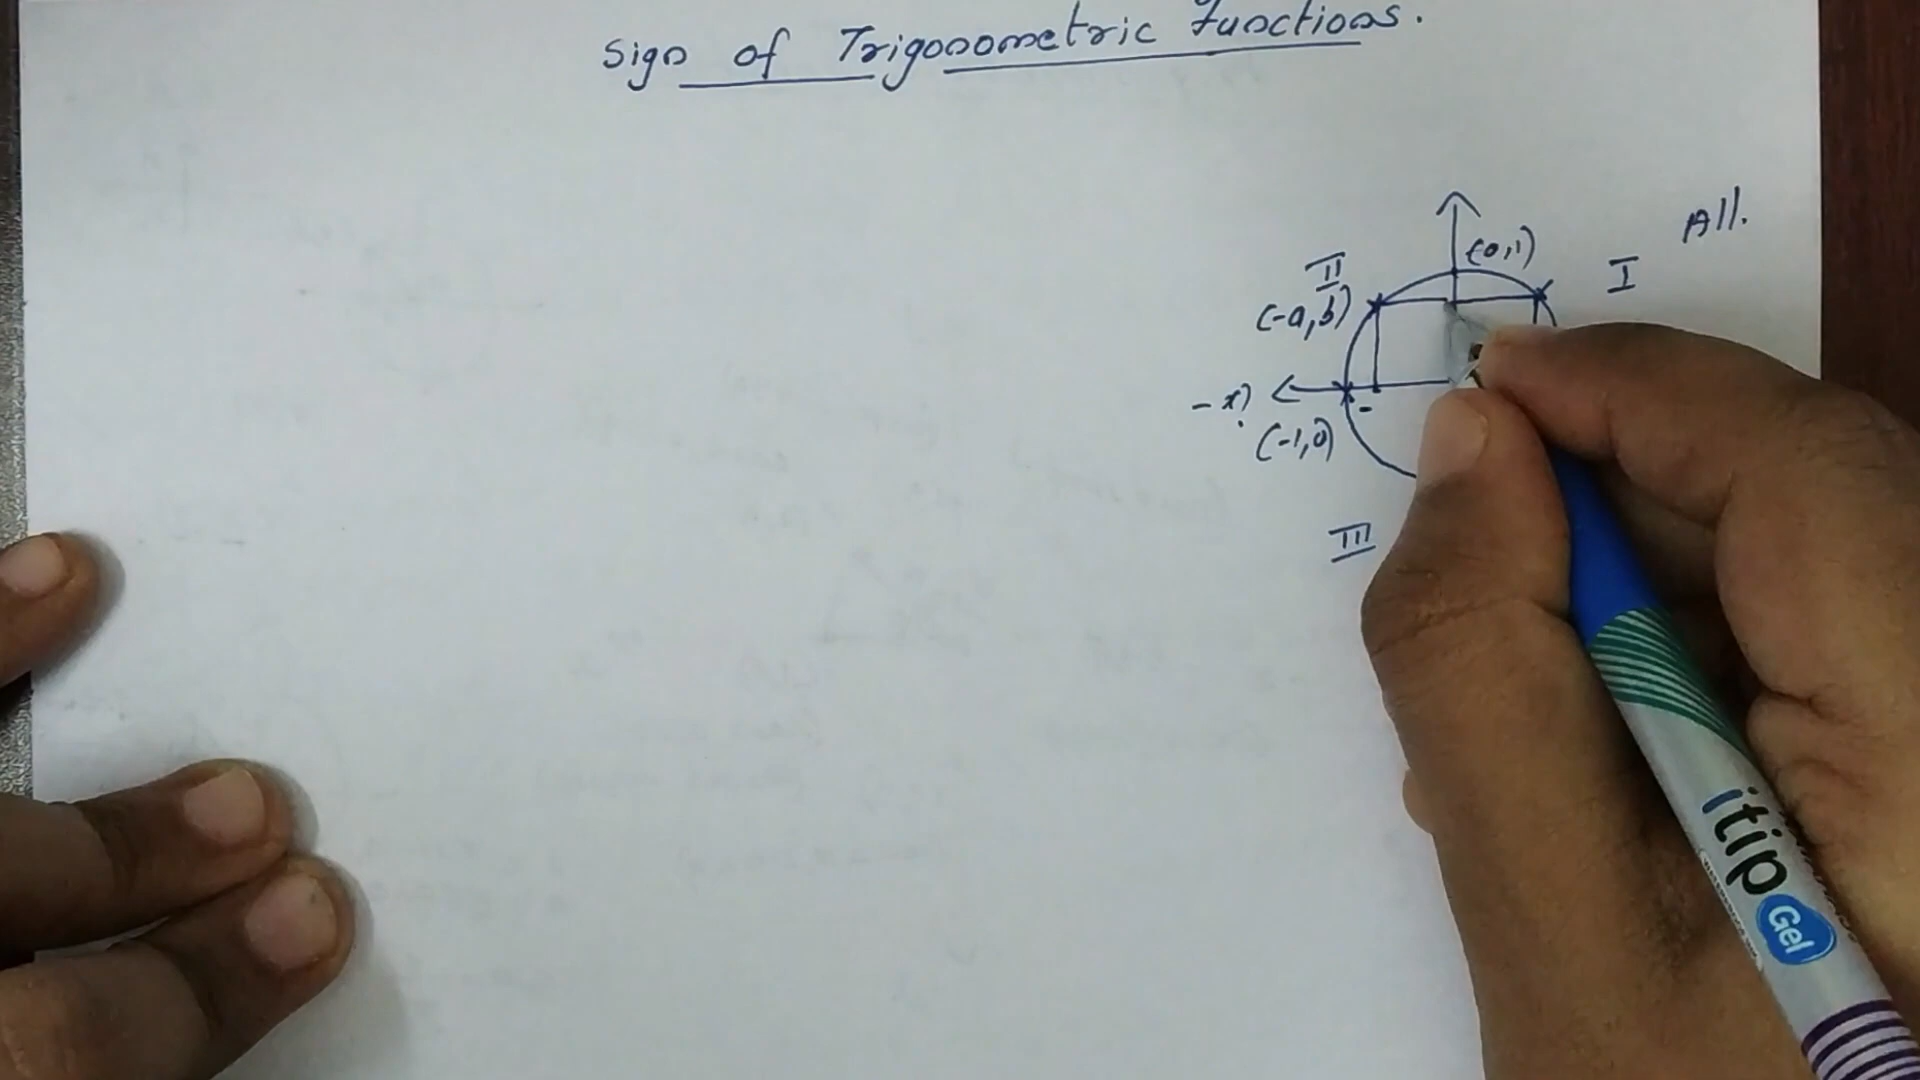 Sign of Trigonometric Functions.
All.
(0,1)
II
I
(-a,b)
-x
(-1,0)
-
III
itip
Gel